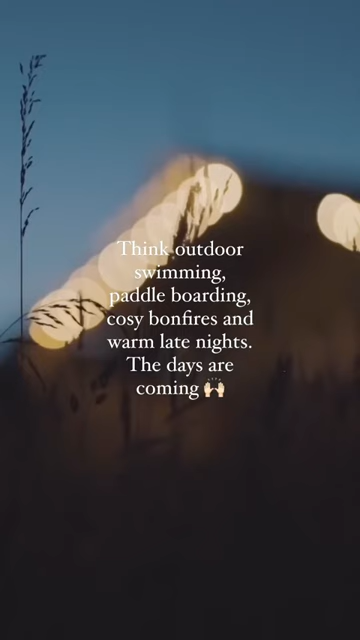 Think outdoor
swimming,
paddle boarding,
cosy bonfires and
warm late nights.
The days are
coming 🙌🏻